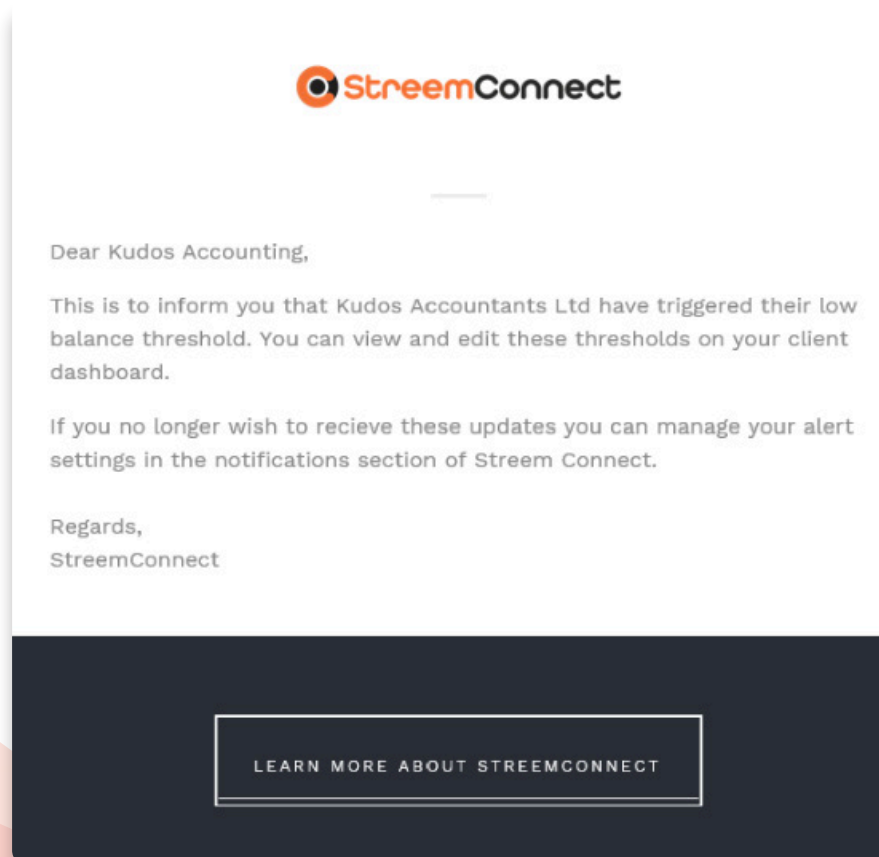 StreemConnect
Dear Kudos Accounting,
This is to inform you that Kudos Accountants Ltd have triggered their low
balance threshold. You can view and edit these thresholds on your client
dashboard.
If you no longer wish to recieve these updates you can manage your alert
settings in the notifications section of Streem Connect.
Regards,
StreemConnect
LEARN MORE ABOUT STREEMCONNECT